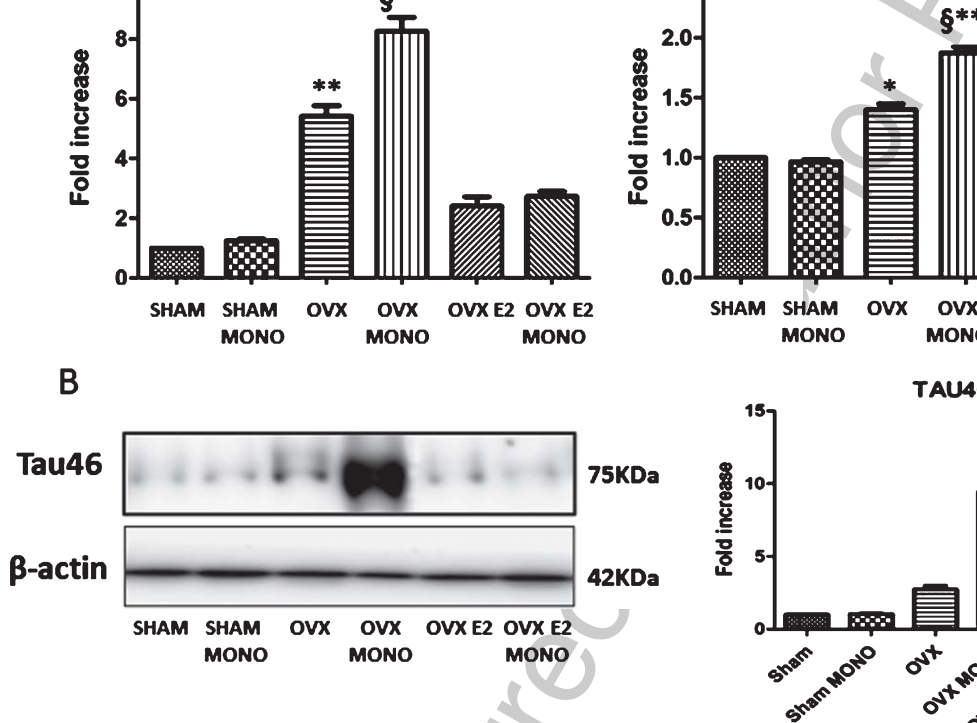 §
8
6
4
2
0
Fold increase
**
SHAM SHAM OVX OVX OVX E2 OVX E2
MONO MONO MONO
§**
2.0
1.5
1.0
0.5
0.0
Fold increase
*
SHAM SHAM OVX OVX
MONO MONO
B
Tau46
75KDa
β-actin
42KDa
SHAM SHAM OVX OVX OVX E2 OVX E2
MONO MONO MONO
TAU4
15
10
5
0
Fold increase
Sham
Sham MONO
OVX
OVX MO